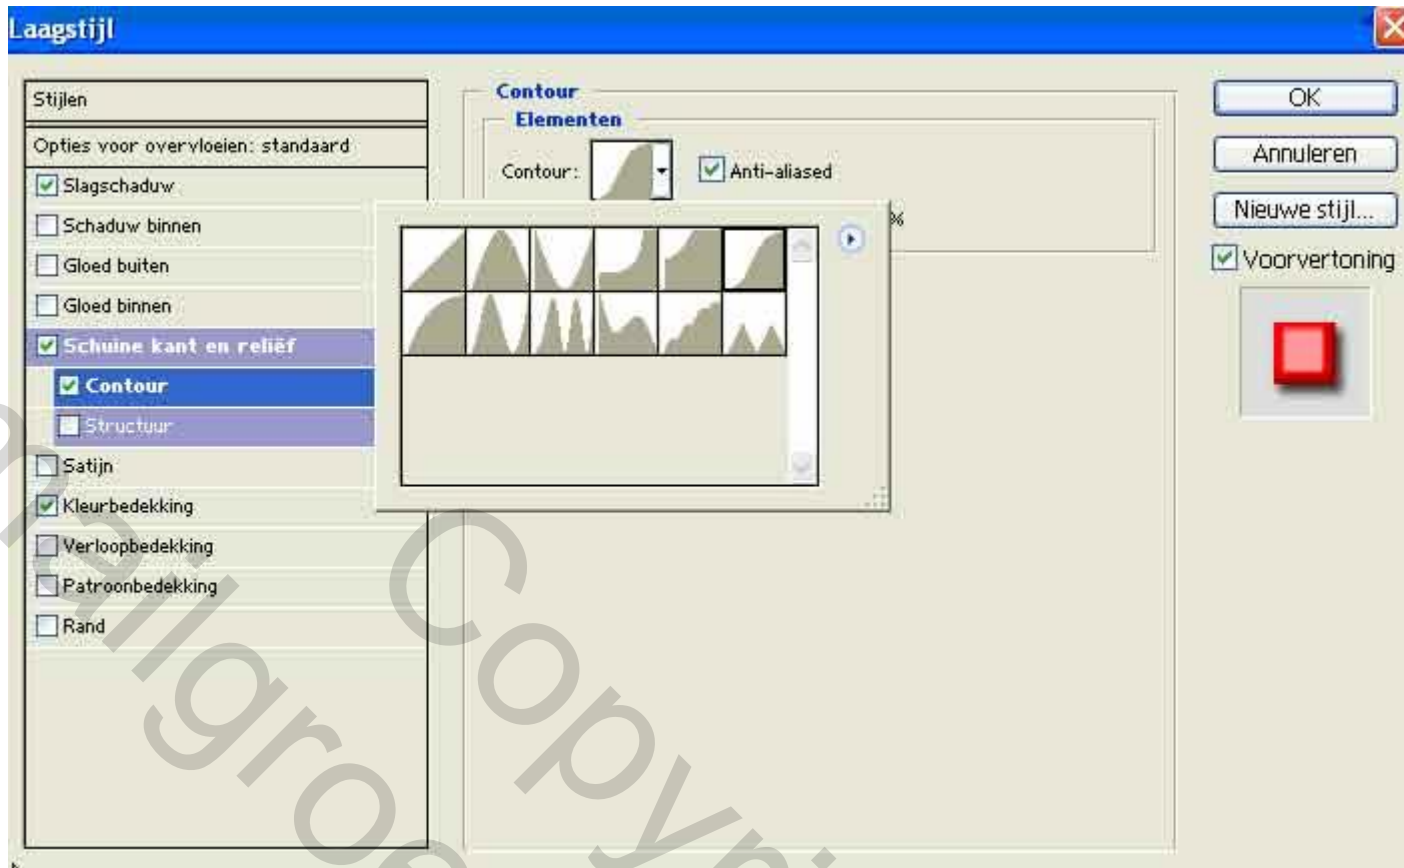 Laagstijl
Stijlen
Opties voor overvloeien: standaard
Slagschaduw
Schaduw binnen
Gloed buiten
Gloed binnen
Schuine kant en reliëf
Contour
Structuur
Satijn
Kleurbedekking
Verloopbedekking
Patroonbedekking
Rand
Contour
Elementen
Contour:
Anti-aliased
%
OK
Annuleren
Nieuwe stijl...
Voorvertoning